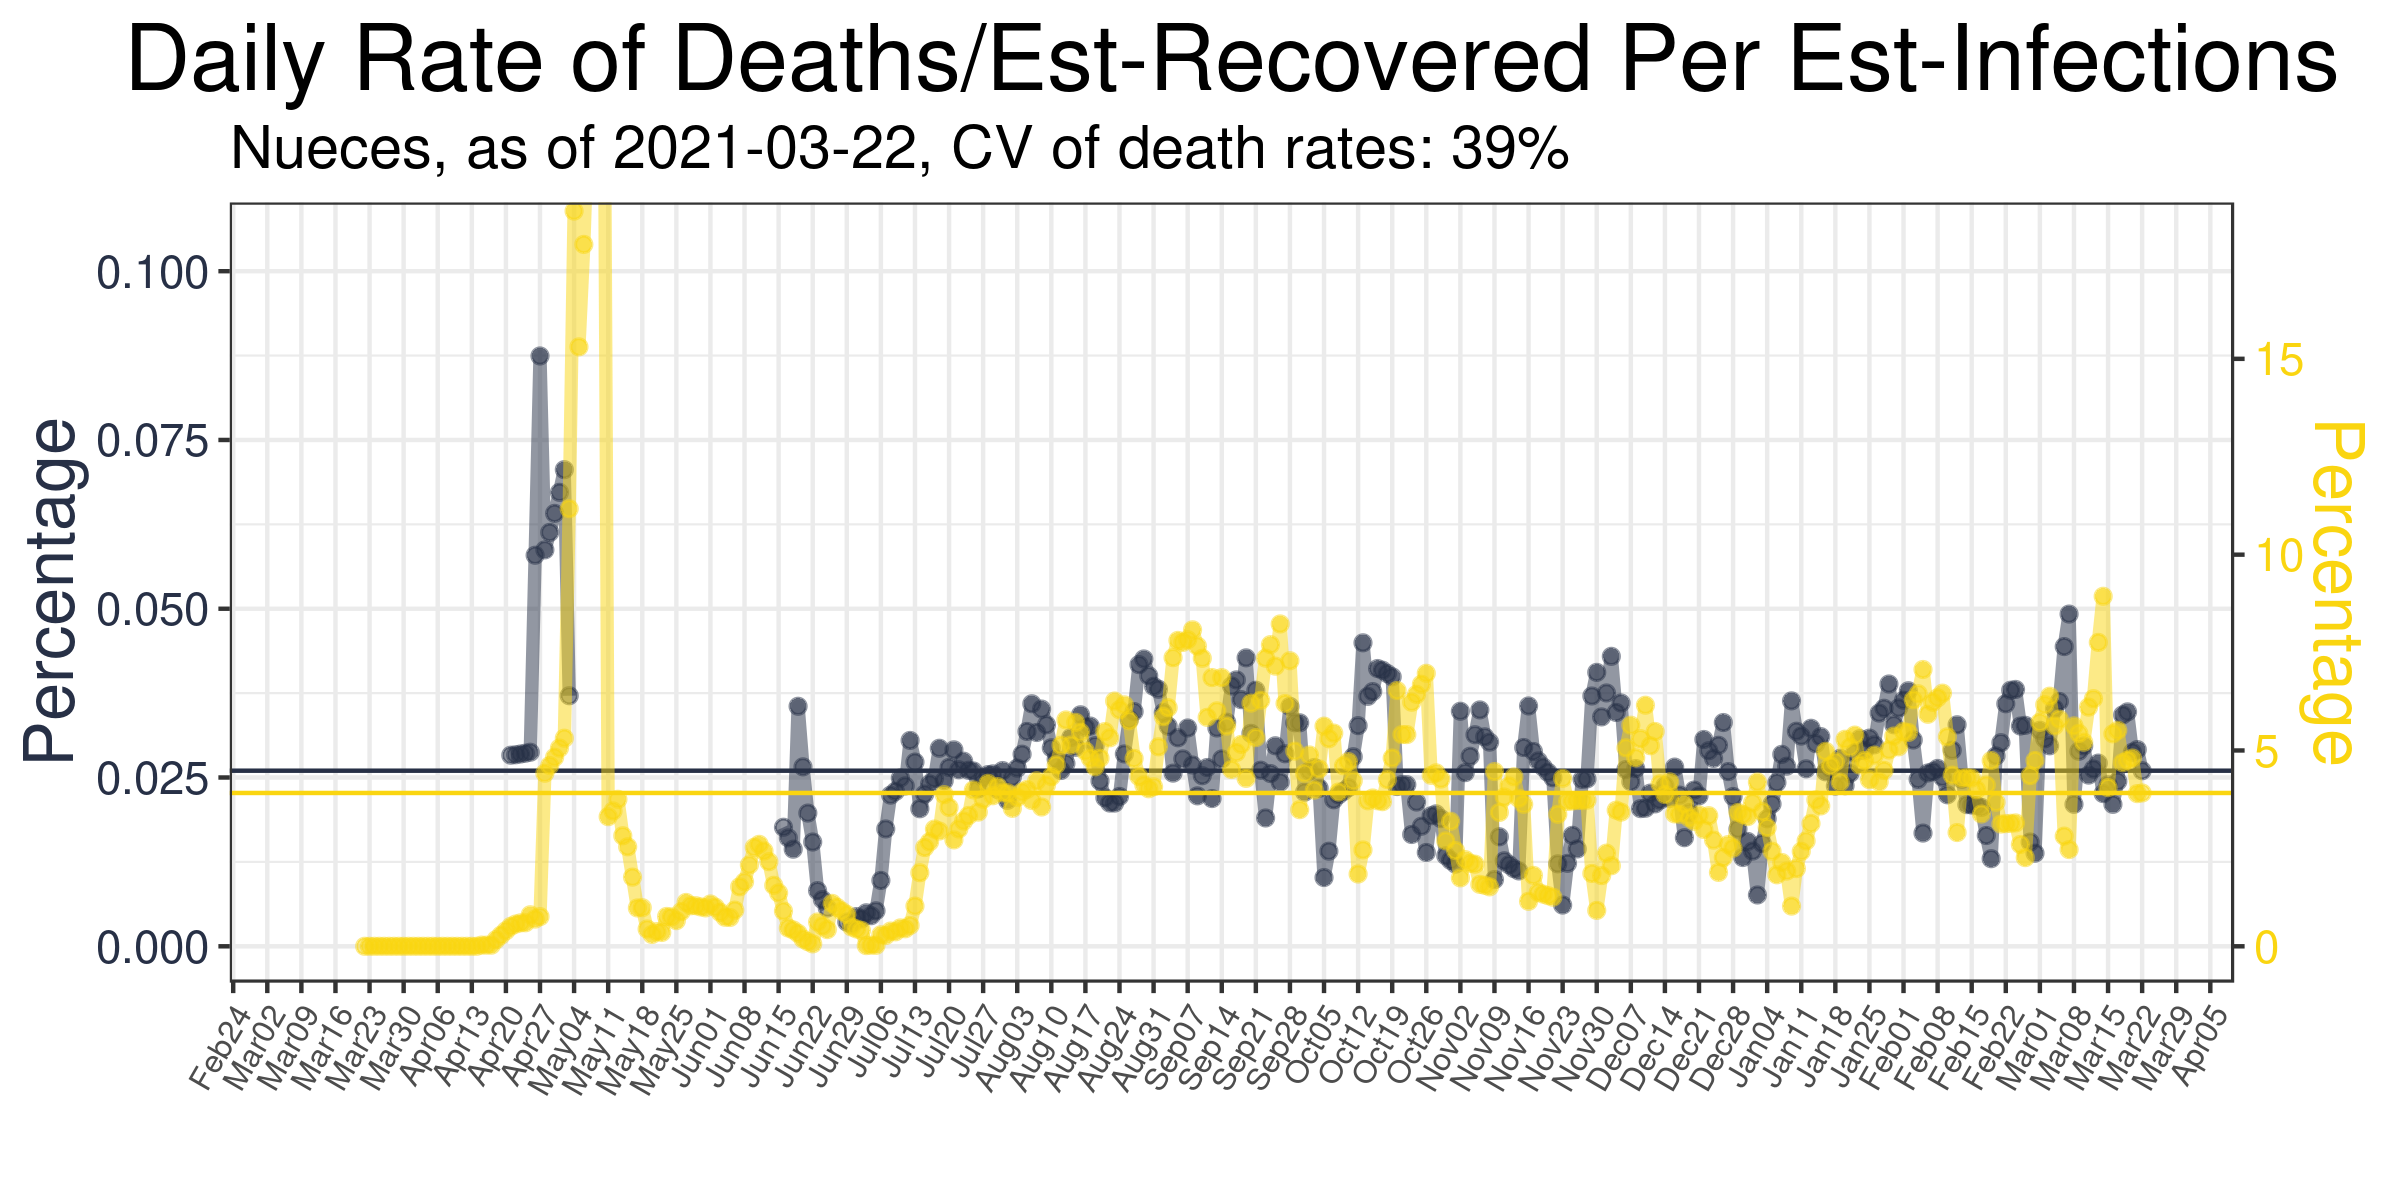 Daily Rate of Deaths/Est-Recovered Per Est-Infections
Nueces, as of 2021-03-22, CV of death rates: 39%
Percentage
0.100
0.075
0.050
0.025
0.000
15
10
5
0
Percentage
Feb24
Mar02
Mar09
Mar16
Mar23
Mar30
Apr06
Apr13
Apr20
Apr27
May04
May11
May18
May25
Jun01
Jun08
Jun15
Jun22
Jun29
Jul06
Jul13
Jul20
Jul27
Aug03
Aug10
Aug17
Aug24
Aug31
Sep07
Sep14
Sep21
Sep28
Oct05
Oct12
Oct19
Oct26
Nov02
Nov09
Nov16
Nov23
Nov30
Dec07
Dec14
Dec21
Dec28
Jan04
Jan11
Jan18
Jan25
Feb01
Feb08
Feb15
Feb22
Mar01
Mar08
Mar15
Mar22
Mar29
Apr05